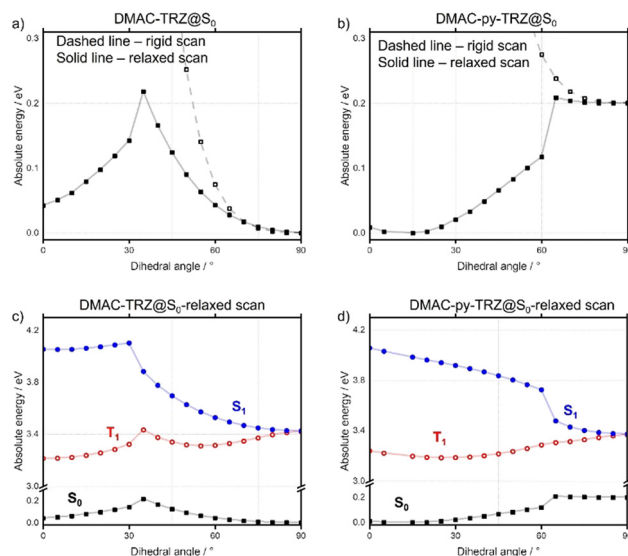 a)
DMAC-TRZ@S₀
Dashed line – rigid scan
Solid line – relaxed scan
Absolute energy / eV
0.3
0.2
0.1
0.0
0
30
60
90
Dihedral angle / °
b)
DMAC-py-TRZ@S₀
Dashed line – rigid scan
Solid line – relaxed scan
Absolute energy / eV
0.3
0.2
0.1
0.0
0
30
60
90
Dihedral angle / °
c)
DMAC-TRZ@S₀-relaxed scan
Absolute energy / eV
4.2
3.8
3.4
3.0
0.2
0.0
S₁
T₁
S₀
0
30
60
90
Dihedral angle / °
d)
DMAC-py-TRZ@S₀-relaxed scan
Absolute energy / eV
4.2
3.8
3.4
3.0
0.2
0.0
S₁
T₁
S₀
0
30
60
90
Dihedral angle / °